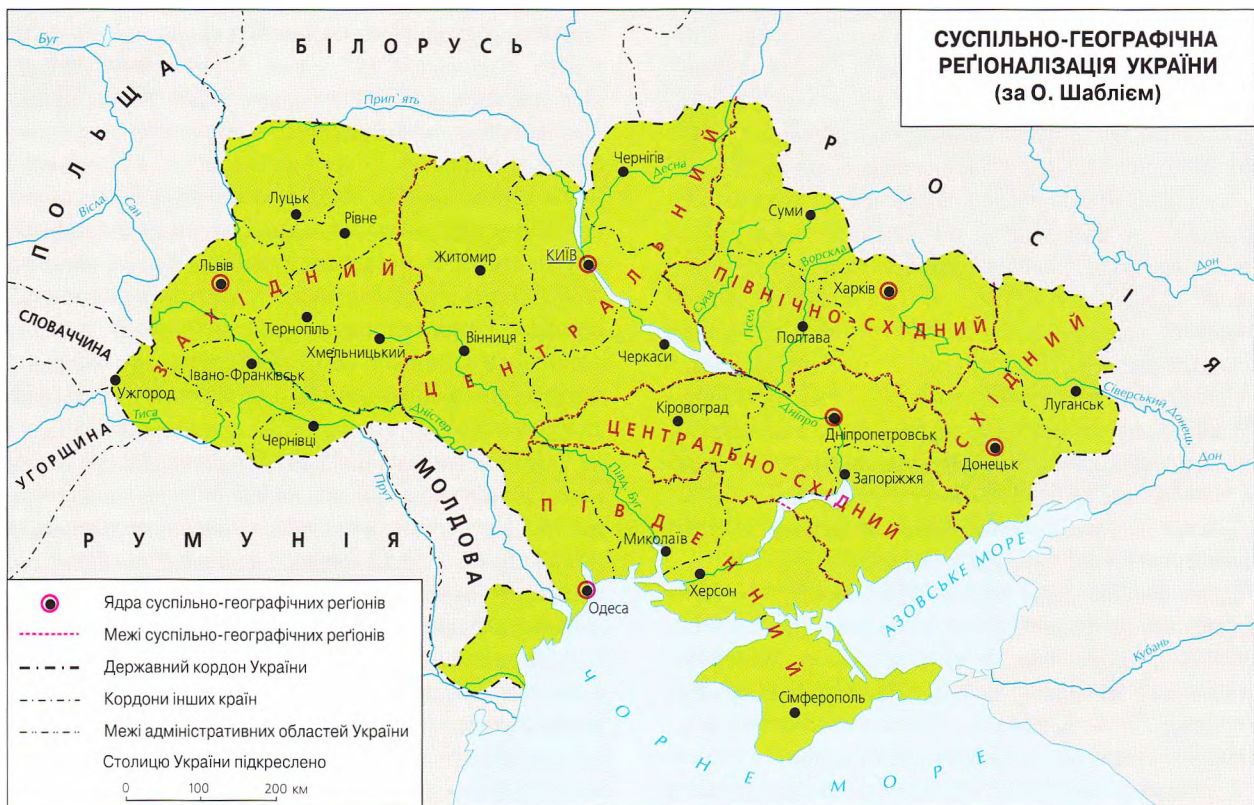 СУСПІЛЬНО-ГЕОГРАФІЧНА
РЕҐІОНАЛІЗАЦІЯ УКРАЇНИ
(за О. Шаблієм)
БІЛОРУСЬ
ПОЛЬЩА
РОСІЯ
СЛОВАЧЧИНА
УГОРЩИНА
РУМУНІЯ
МОЛДОВА
Буг
Прип`ять
Вісла
Сан
Десна
Сула
Псел
Ворскла
Дніпро
Дністер
Півд. Буг
Тиса
Прут
Сіверський Донець
Дон
Дон
Кубань
ЗАХІДНИЙ
ЦЕНТРАЛЬНИЙ
ПІВНІЧНО-СХІДНИЙ
СХІДНИЙ
ЦЕНТРАЛЬНО-СХІДНИЙ
ПІВДЕННИЙ
Чернігів
Луцьк
Рівне
Суми
Житомир
КИЇВ
Львів
Харків
Тернопіль
Хмельницький
Вінниця
Черкаси
Полтава
Івано-Франківськ
Ужгород
Чернівці
Кіровоград
Дніпропетровськ
Луганськ
Донецьк
Запоріжжя
Миколаїв
Херсон
Одеса
Сімферополь
АЗОВСЬКЕ МОРЕ
ЧОРНЕ МОРЕ
Ядра суспільно-географічних реґіонів
Межі суспільно-географічних реґіонів
Державний кордон України
Кордони інших країн
Межі адміністративних областей України
Столицю України підкреслено
0 100 200 км